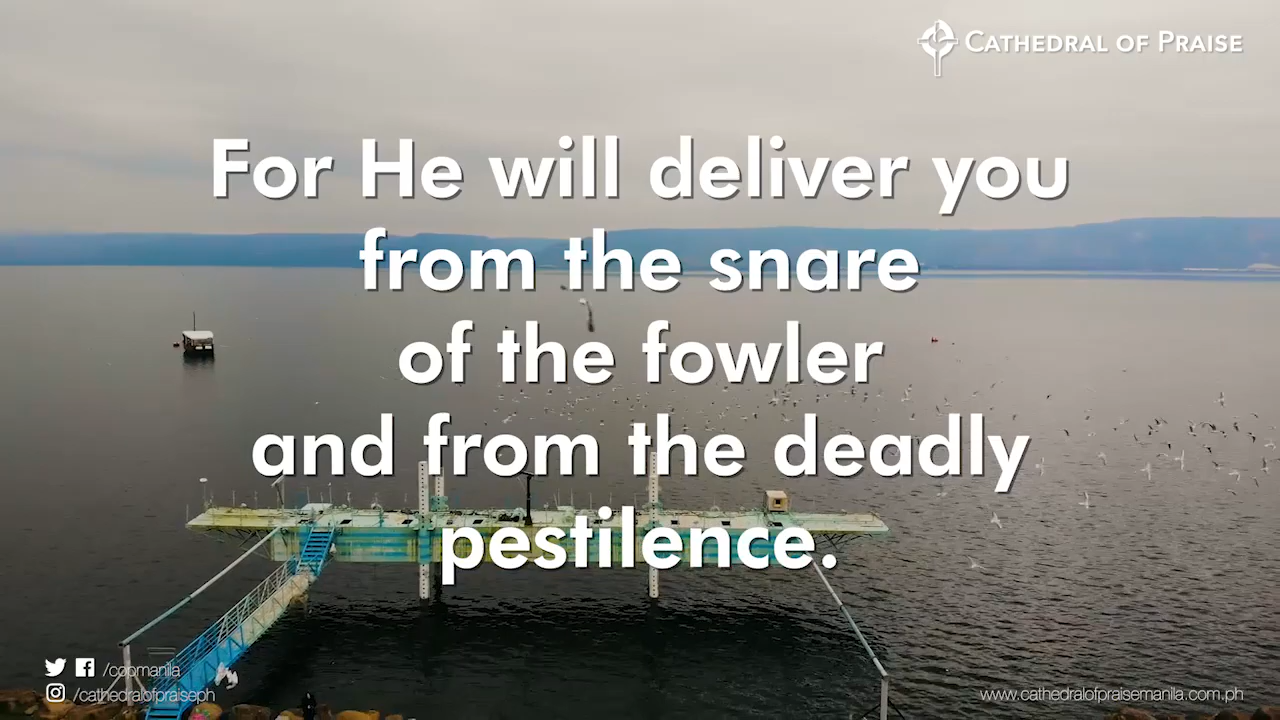 CATHEDRAL OF PRAISE
For He will deliver you
from the snare
of the fowler
and from the deadly
pestilence.
/copmanila
/cathedralofpraiseph
www.cathedralofpraisemanila.com.ph